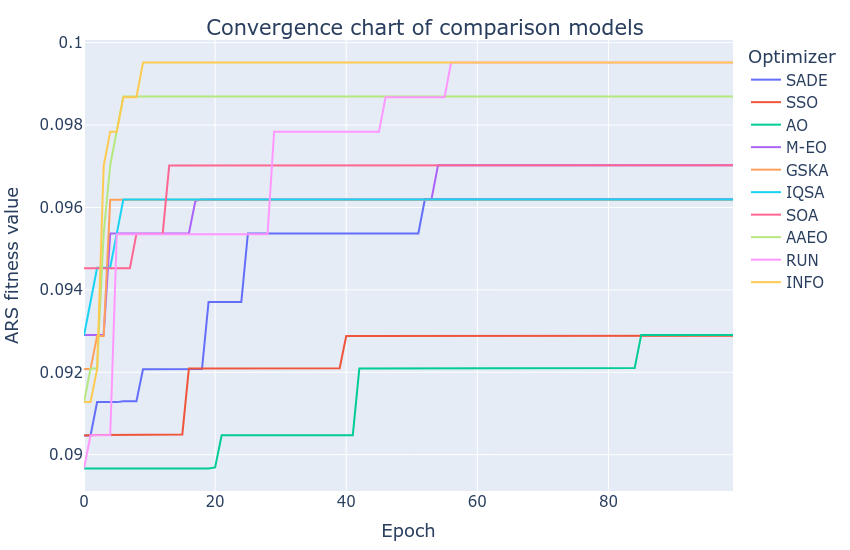 Convergence chart of comparison models
ARS fitness value
0.1
0.098
0.096
0.094
0.092
0.09
0
20
40
60
80
Epoch
Optimizer
SADE
SSO
AO
M-EO
GSKA
IQSA
SOA
AAEO
RUN
INFO